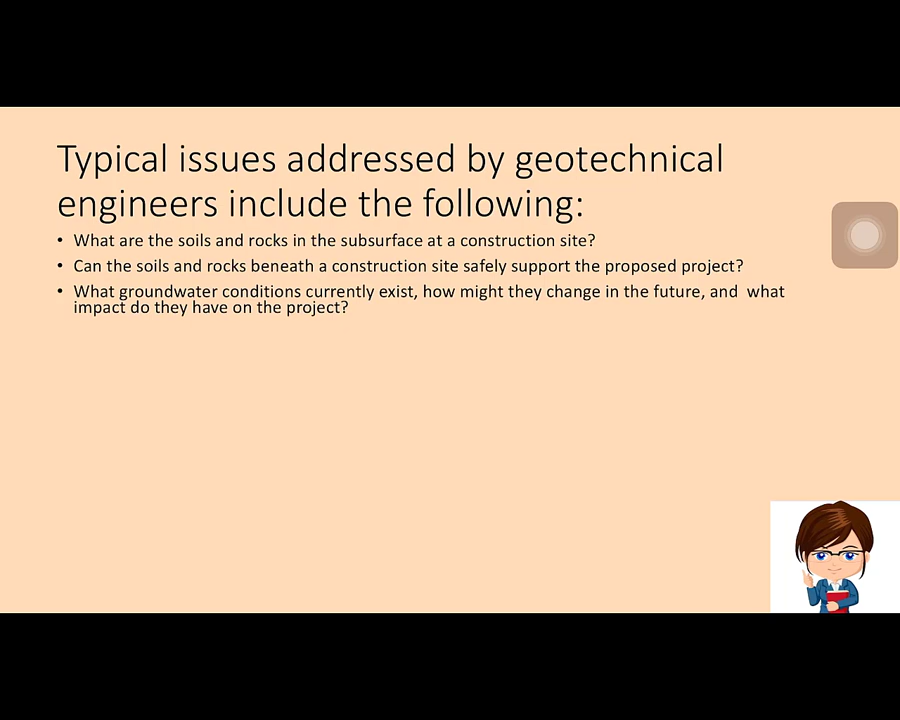 Typical issues addressed by geotechnical
engineers include the following:
• What are the soils and rocks in the subsurface at a construction site?
• Can the soils and rocks beneath a construction site safely support the proposed project?
• What groundwater conditions currently exist, how might they change in the future, and  what
impact do they have on the project?